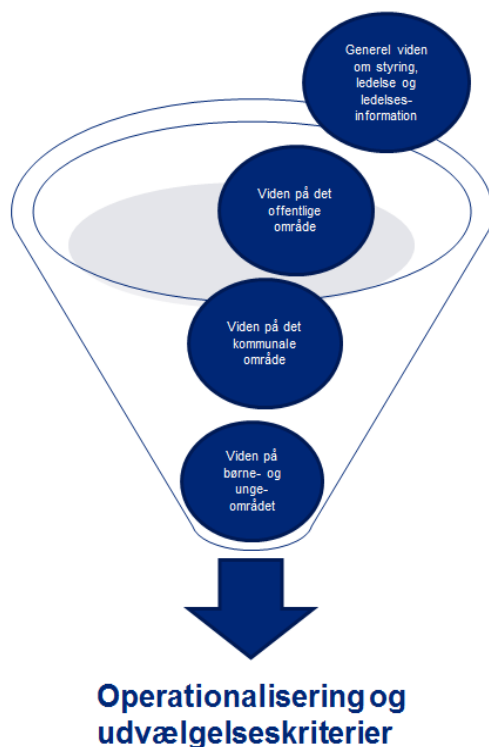 Generel viden
om styring,
ledelse og
ledelses-
information
Viden på det
offentlige
område
Viden på det
kommunale
område
Viden på
børne- og
unge-
området
Operationalisering og
udvælgelseskriterier